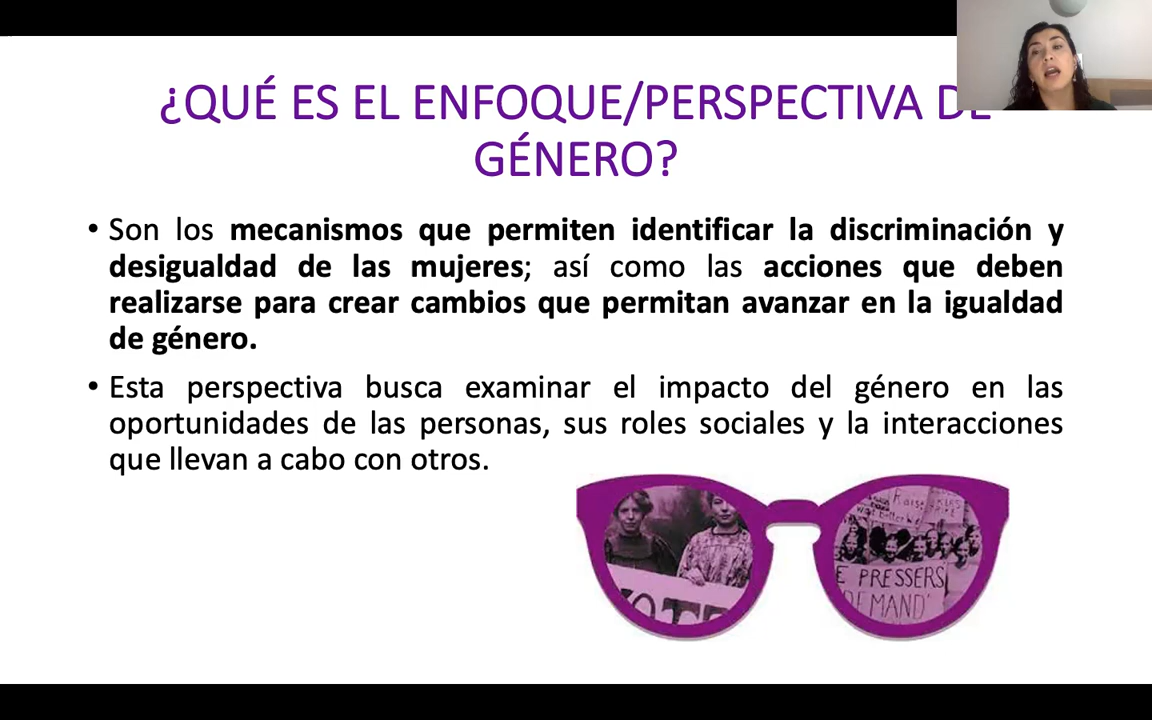 ¿QUÉ ES EL ENFOQUE/PERSPECTIVA DE
GÉNERO?
• Son los mecanismos que permiten identificar la discriminación y
desigualdad de las mujeres; así como las acciones que deben
realizarse para crear cambios que permitan avanzar en la igualdad
de género.
• Esta perspectiva busca examinar el impacto del género en las
oportunidades de las personas, sus roles sociales y la interacciones
que llevan a cabo con otros.
PRESSERS
DEMAND